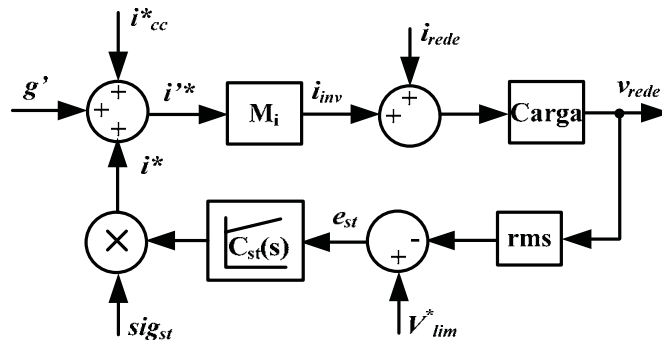 i*cc
irede
g'
+
+
+
i'*
Mi
iinv
+
+
Carga
vrede
i*
×
Cst(s)
est
-
+
rms
sigst
V*lim